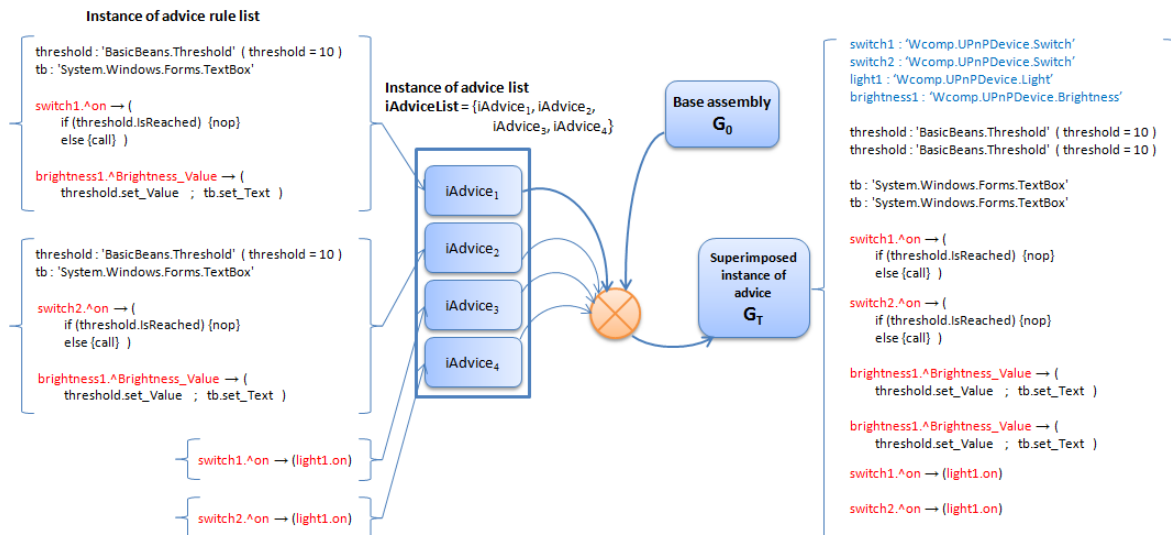 Instance of advice rule list
threshold : 'BasicBeans.Threshold' ( threshold = 10 )
tb : 'System.Windows.Forms.TextBox'
switch1.^on → (
if (threshold.IsReached) {nop}
else {call} )
brightness1.^Brightness_Value → (
threshold.set_Value ; tb.set_Text )
threshold : 'BasicBeans.Threshold' ( threshold = 10 )
tb : 'System.Windows.Forms.TextBox'
switch2.^on → (
if (threshold.IsReached) {nop}
else {call} )
brightness1.^Brightness_Value → (
threshold.set_Value ; tb.set_Text )
switch1.^on → (light1.on)
switch2.^on → (light1.on)
Instance of advice list
iAdviceList = {iAdvice1, iAdvice2,
iAdvice3, iAdvice4}
iAdvice1
iAdvice2
iAdvice3
iAdvice4
Base assembly
G0
Superimposed
instance of
advice
GT
switch1 : ‘Wcomp.UPnPDevice.Switch’
switch2 : ‘Wcomp.UPnPDevice.Switch’
light1 : ‘Wcomp.UPnPDevice.Light’
brightness1 : ‘Wcomp.UPnPDevice.Brightness’
threshold : 'BasicBeans.Threshold' ( threshold = 10 )
threshold : 'BasicBeans.Threshold' ( threshold = 10 )
tb : 'System.Windows.Forms.TextBox'
tb : 'System.Windows.Forms.TextBox'
switch1.^on → (
if (threshold.IsReached) {nop}
else {call} )
switch2.^on → (
if (threshold.IsReached) {nop}
else {call} )
brightness1.^Brightness_Value → (
threshold.set_Value ; tb.set_Text )
brightness1.^Brightness_Value → (
threshold.set_Value ; tb.set_Text )
switch1.^on → (light1.on)
switch2.^on → (light1.on)